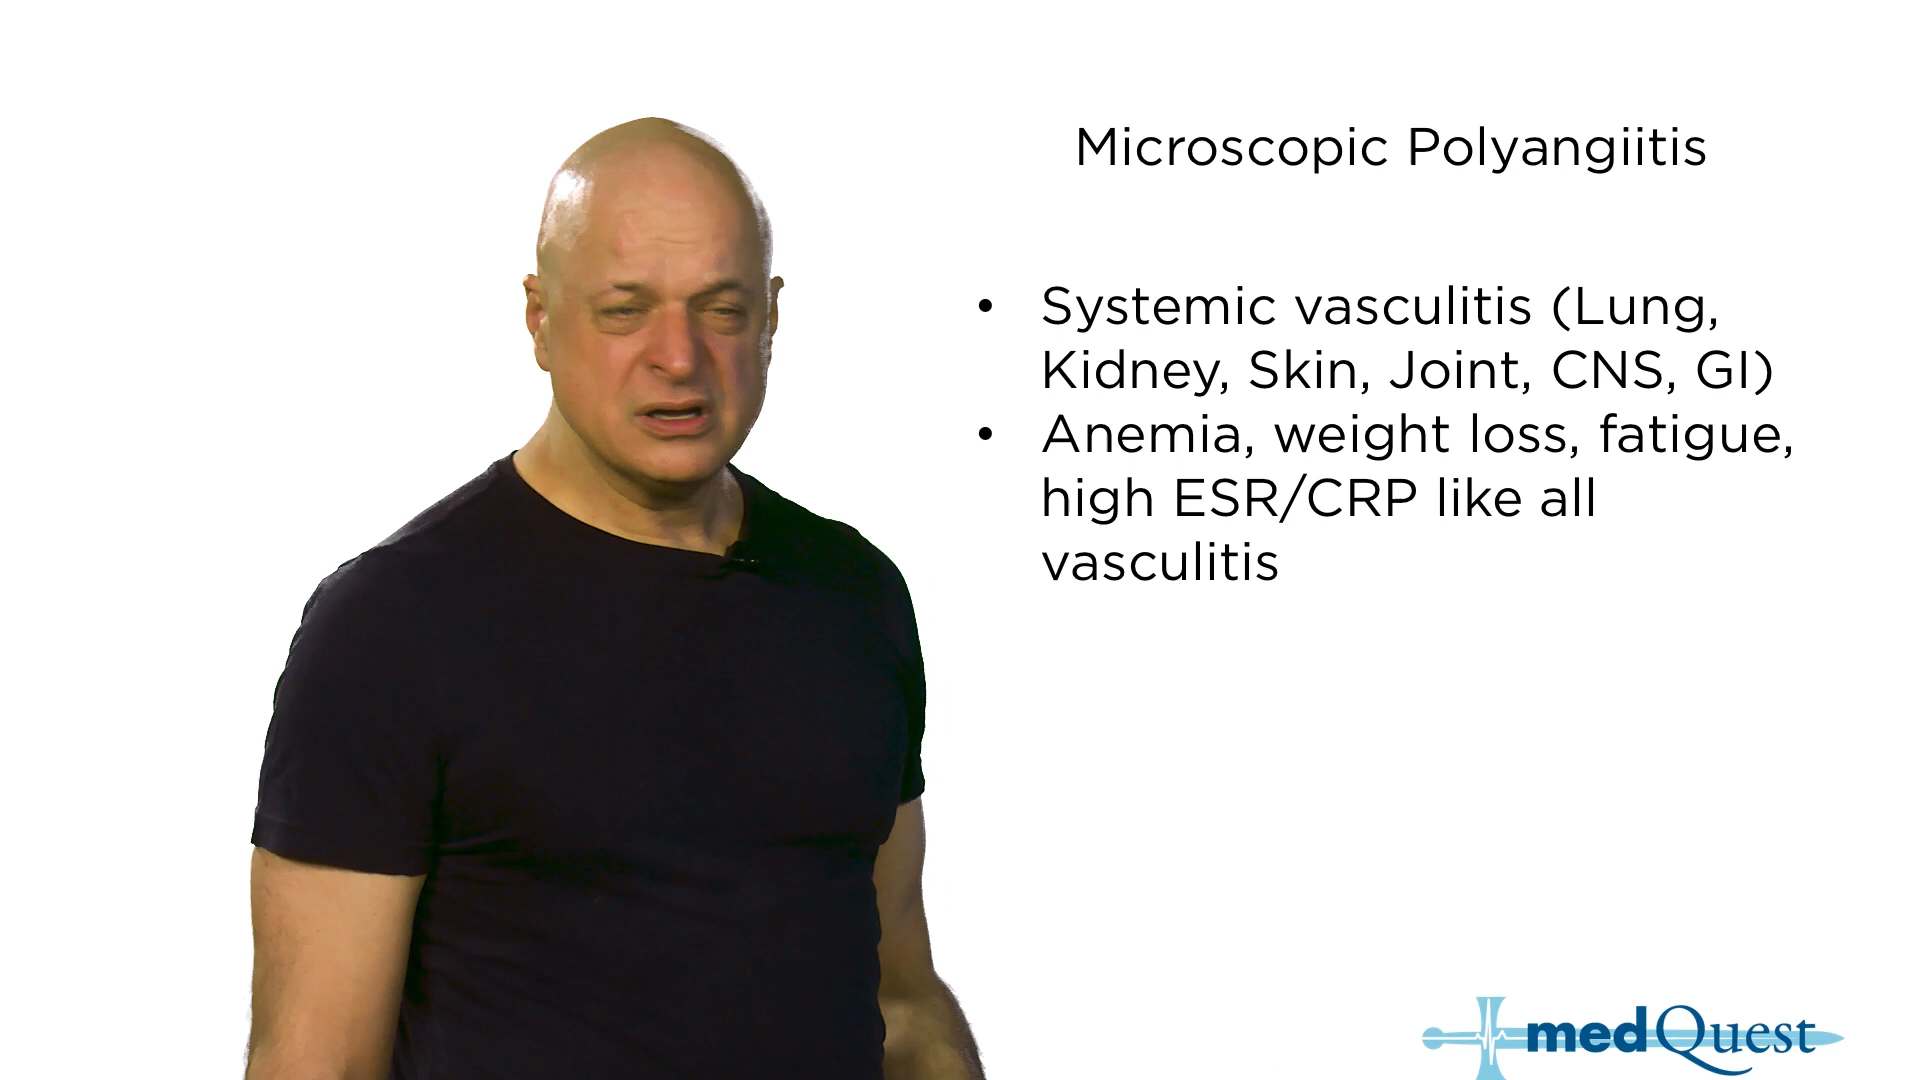 Microscopic Polyangiitis
• Systemic vasculitis (Lung,
Kidney, Skin, Joint, CNS, GI)
• Anemia, weight loss, fatigue,
high ESR/CRP like all
vasculitis
medQuest